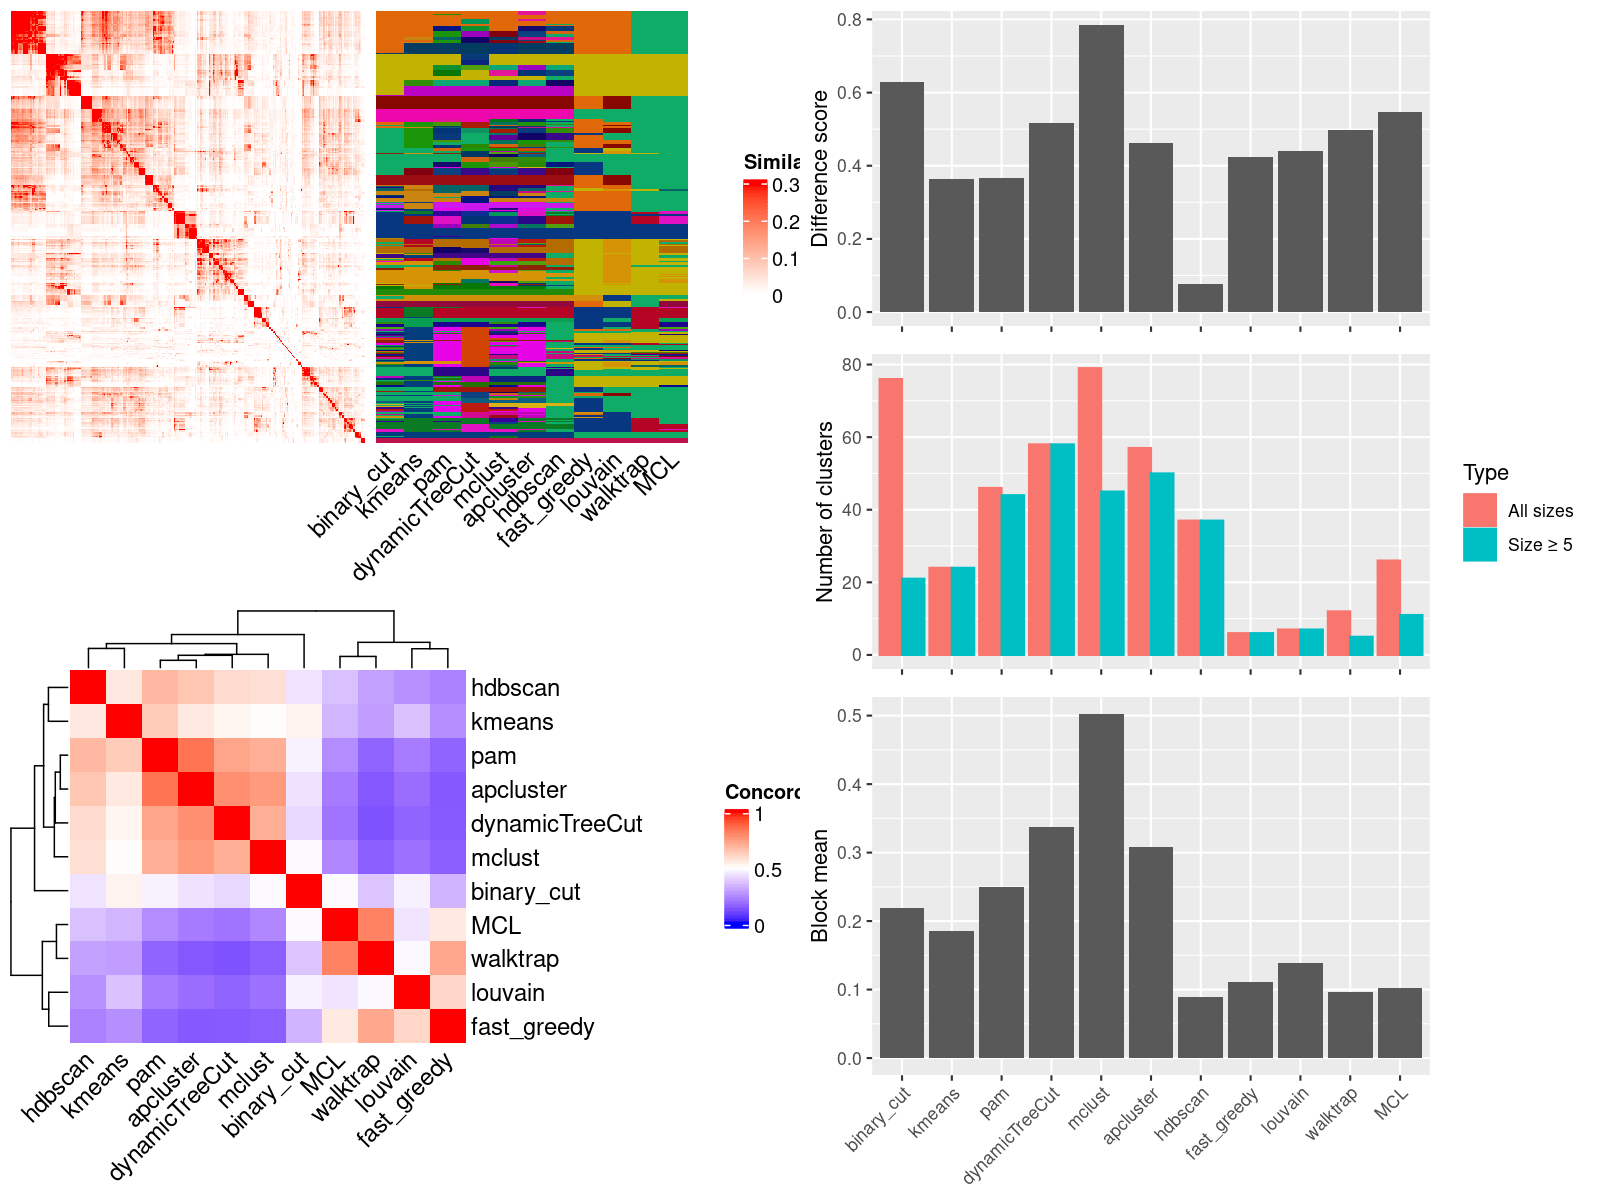 Simila
0.3
0.2
0.1
0
binary_cut
kmeans
pam
dynamicTreeCut
mclust
apcluster
hdbscan
fast_greedy
louvain
walktrap
MCL
hdbscan
kmeans
pam
apcluster
dynamicTreeCut
mclust
binary_cut
MCL
walktrap
louvain
fast_greedy
hdbscan
kmeans
pam
apcluster
dynamicTreeCut
mclust
binary_cut
MCL
walktrap
louvain
fast_greedy
Concord
1
0.5
0
Difference score
0.8
0.6
0.4
0.2
0.0
Number of clusters
80
60
40
20
0
Type
All sizes
Size ≥ 5
Block mean
0.5
0.4
0.3
0.2
0.1
0.0
binary_cut
kmeans
pam
dynamicTreeCut
mclust
apcluster
hdbscan
fast_greedy
louvain
walktrap
MCL